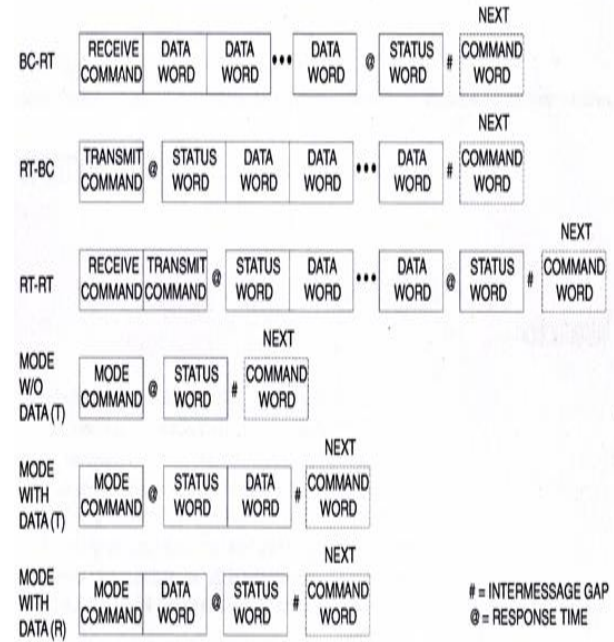 NEXT
BC-RT RECEIVE COMMAND DATA WORD DATA WORD ••• DATA WORD @ STATUS WORD # COMMAND WORD
NEXT
RT-BC TRANSMIT COMMAND @ STATUS WORD DATA WORD DATA WORD ••• DATA WORD # COMMAND WORD
NEXT
RT-RT RECEIVE COMMAND TRANSMIT COMMAND @ STATUS WORD DATA WORD ••• DATA WORD @ STATUS WORD # COMMAND WORD
NEXT
MODE W/O DATA (T) MODE COMMAND @ STATUS WORD # COMMAND WORD
NEXT
MODE WITH DATA (T) MODE COMMAND @ STATUS WORD DATA WORD # COMMAND WORD
NEXT
MODE WITH DATA (R) MODE COMMAND DATA WORD @ STATUS WORD # COMMAND WORD
# = INTERMESSAGE GAP
@ = RESPONSE TIME